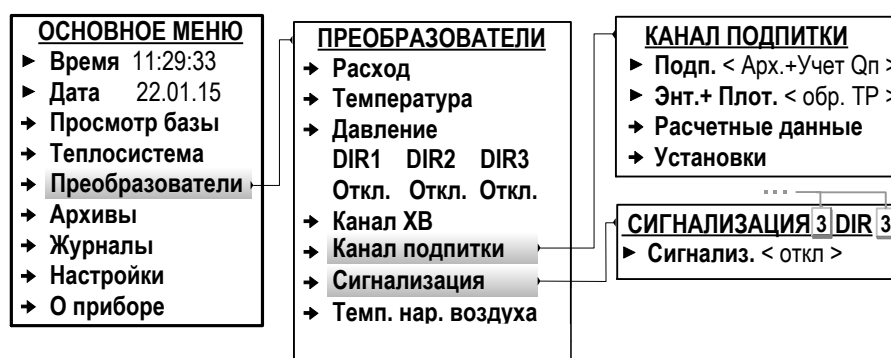 ОСНОВНОЕ МЕНЮ
Время 11:29:33
Дата 22.01.15
Просмотр базы
Теплосистема
Преобразователи
Архивы
Журналы
Настройки
О приборе
ПРЕОБРАЗОВАТЕЛИ
Расход
Температура
Давление
DIR1 DIR2 DIR3
Откл. Откл. Откл.
Канал ХВ
Канал подпитки
Сигнализация
Темп. нар. воздуха
КАНАЛ ПОДПИТКИ
Подп. < Арх.+Учет Qп >
Энт.+ Плот. < обр. ТР >
Расчетные данные
Установки
...
СИГНАЛИЗАЦИЯ 3 DIR 3
Сигнализ. < откл >